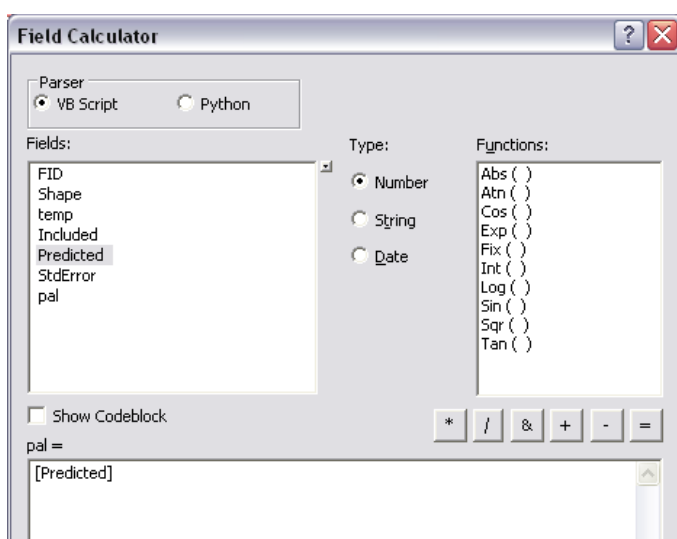 Field Calculator
Parser
VB Script
Python
Fields:
FID
Shape
temp
Included
Predicted
StdError
pal
Type:
Number
String
Date
Functions:
Abs ( )
Atn ( )
Cos ( )
Exp ( )
Fix ( )
Int ( )
Log ( )
Sin ( )
Sqr ( )
Tan ( )
Show Codeblock
* / & + - =
pal =
[Predicted]